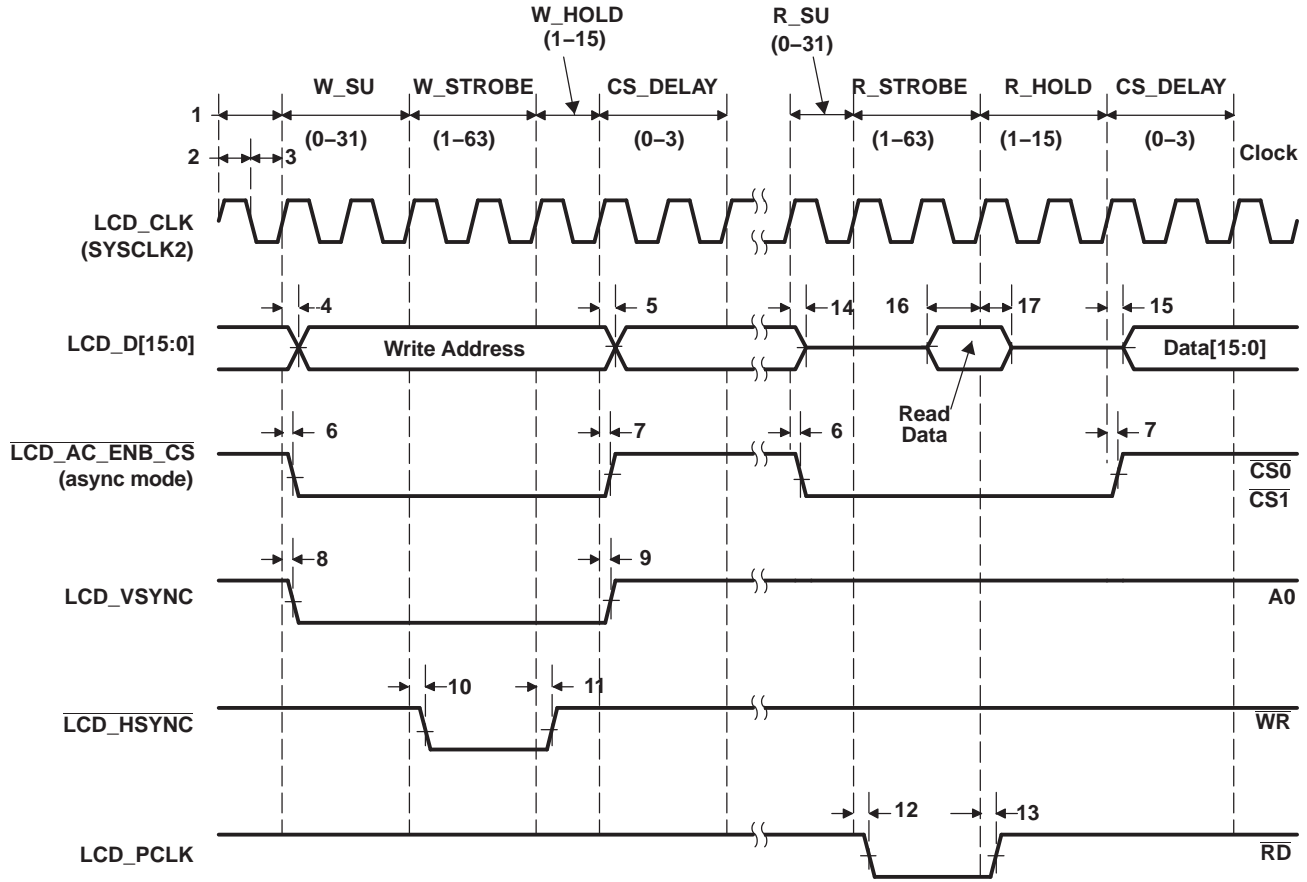 W_HOLD
(1–15)
R_SU
(0–31)
W_SU W_STROBE CS_DELAY R_STROBE R_HOLD CS_DELAY
1
(0–31) (1–63) (0–3) (1–63) (1–15) (0–3)
2 3 Clock
LCD_CLK
(SYSCLK2)
4 5 14 16 17 15
LCD_D[15:0] Write Address Data[15:0]
Read
Data
6 7 6 7
LCD_AC_ENB_CS
(async mode)
CS0
CS1
8 9
LCD_VSYNC A0
10 11
LCD_HSYNC WR
12 13
LCD_PCLK RD